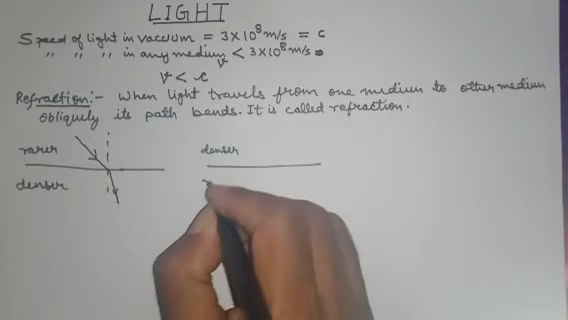 LIGHT
Speed of light in vacuum = 3×10⁸ m/s = c
" " " in any medium v < 3×10⁸ m/s
v < c
Refraction:- When light travels from one medium to other medium
obliquily its path bends. It is called refraction.
rarer
denser
denser